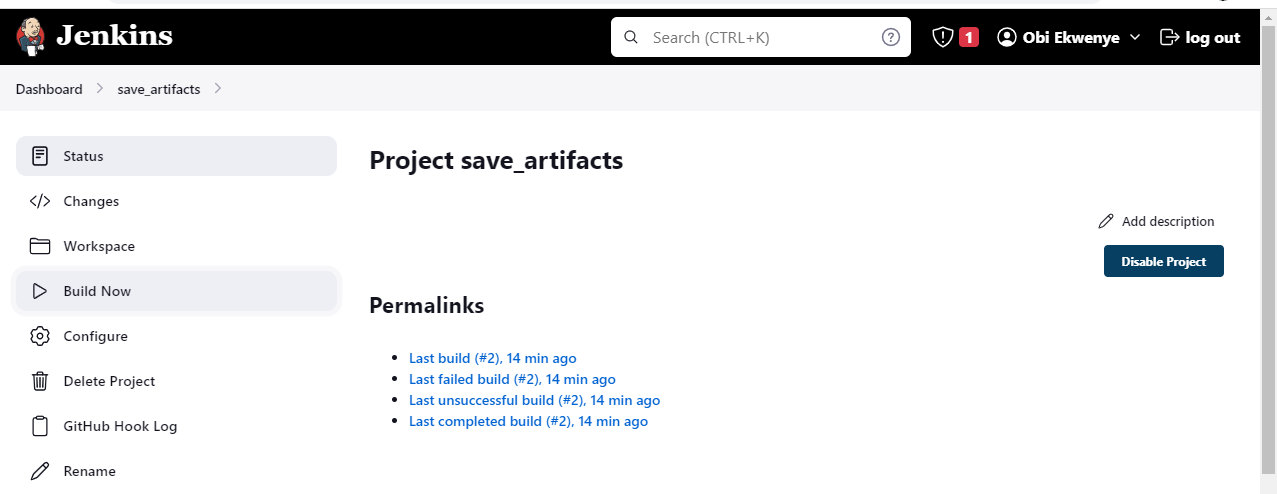 Jenkins
Search (CTRL+K)
?
1
Obi Ekwenye
log out
Dashboard
save_artifacts
Status
Changes
Workspace
Build Now
Configure
Delete Project
GitHub Hook Log
Rename
Project save_artifacts
Add description
Disable Project
Permalinks
Last build (#2), 14 min ago
Last failed build (#2), 14 min ago
Last unsuccessful build (#2), 14 min ago
Last completed build (#2), 14 min ago